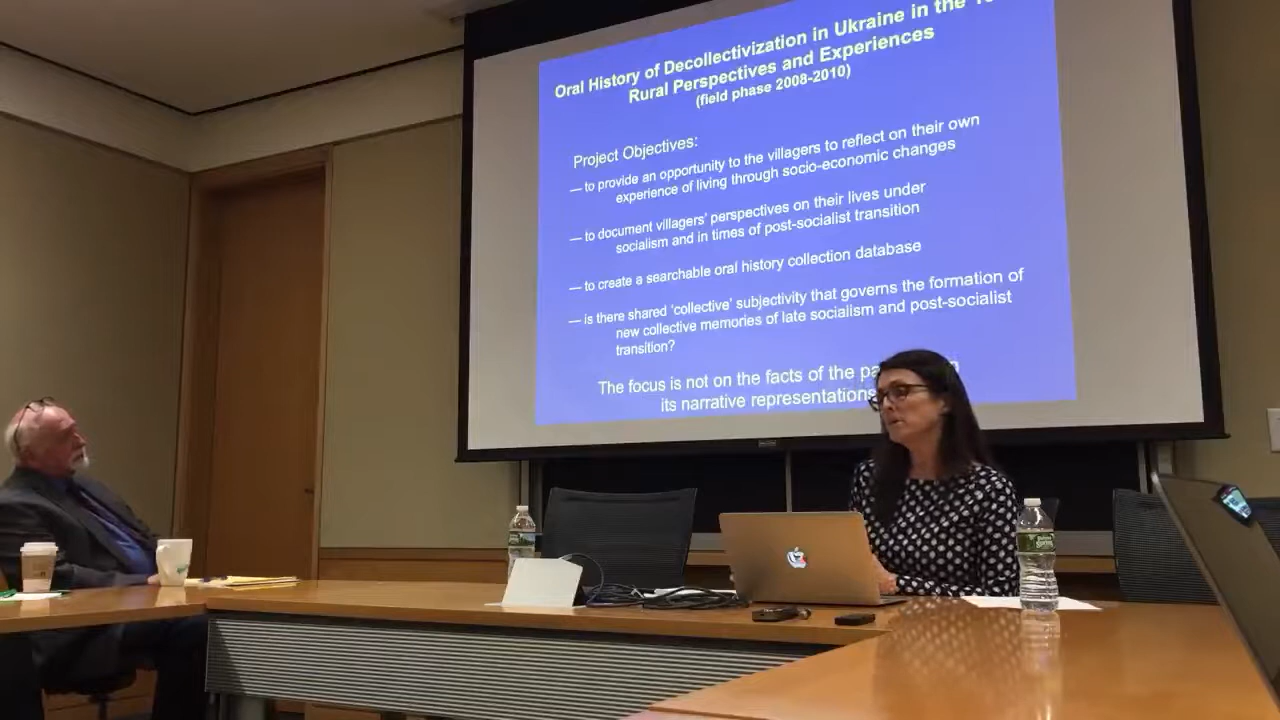 Oral History of Decollectivization in Ukraine in the
Rural Perspectives and Experiences
(field phase 2008-2010)
Project Objectives:
— to provide an opportunity to the villagers to reflect on their own
experience of living through socio-economic changes
— to document villagers' perspectives on their lives under
socialism and in times of post-socialist transition
— to create a searchable oral history collection database
— is there shared 'collective' subjectivity that governs the formation of
new collective memories of late socialism and post-socialist
transition?
The focus is not on the facts of the
its narrative representations